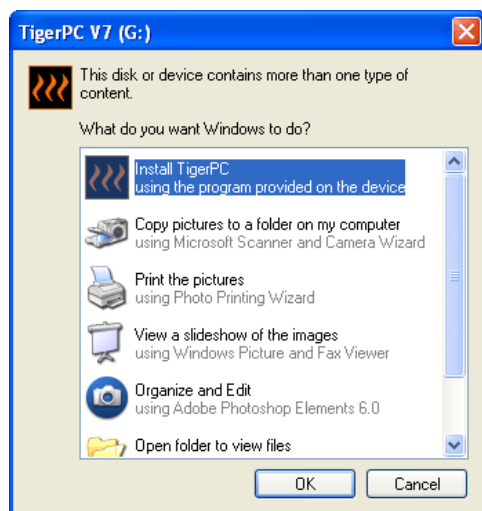 TigerPC V7 (G:)
This disk or device contains more than one type of
content.
What do you want Windows to do?
Install TigerPC
using the program provided on the device
Copy pictures to a folder on my computer
using Microsoft Scanner and Camera Wizard
Print the pictures
using Photo Printing Wizard
View a slideshow of the images
using Windows Picture and Fax Viewer
Organize and Edit
using Adobe Photoshop Elements 6.0
Open folder to view files
OK
Cancel